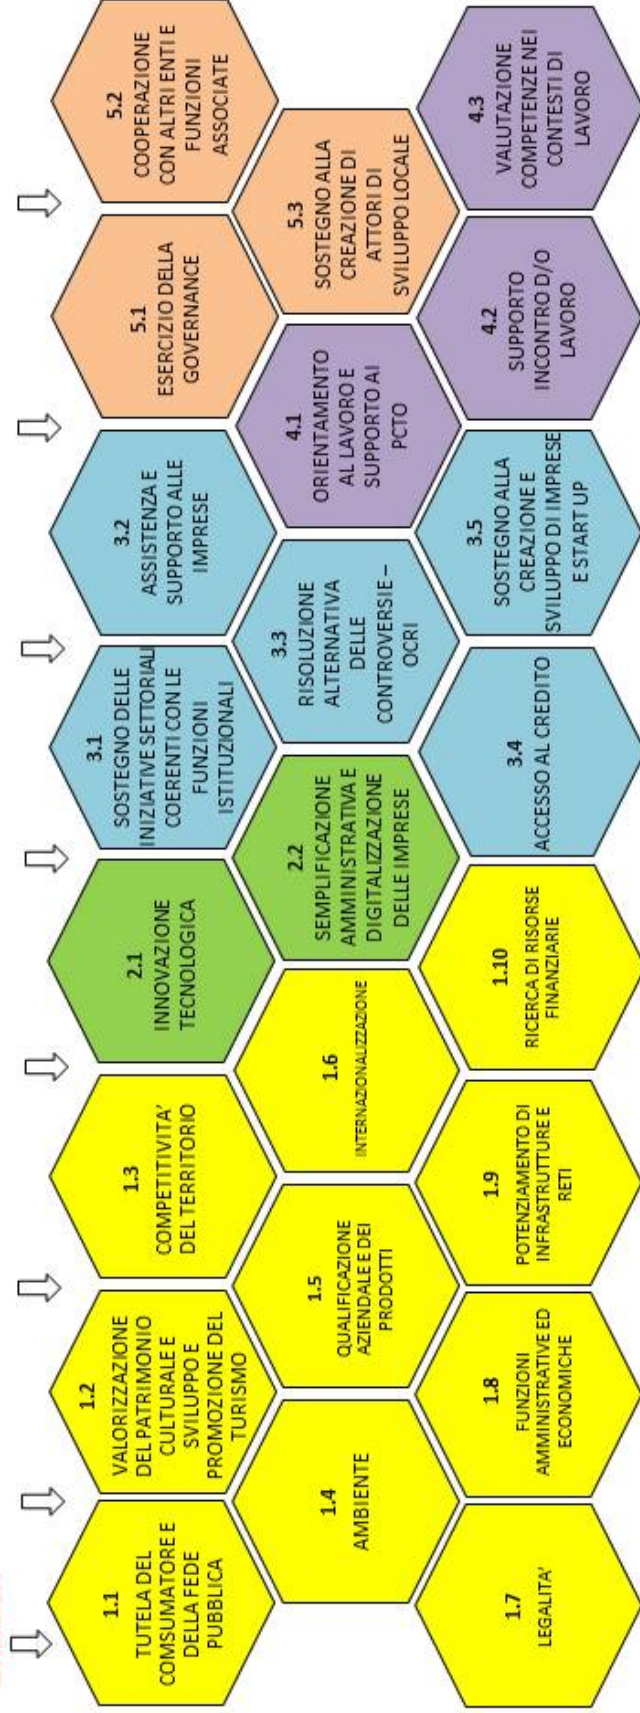 1.1
TUTELA DEL
COMSUMATORE E
DELLA FEDE
PUBBLICA
1.2
VALORIZZAZIONE
DEL PATRIMONIO
CULTURALE E
SVILUPPO E
PROMOZIONE DEL
TURISMO
1.3
COMPETITIVITA'
DEL TERRITORIO
2.1
INNOVAZIONE
TECNOLOGICA
3.1
SOSTEGNO DELLE
INIZIATIVE SETTORIALI
COERENTI CON LE
FUNZIONI
ISTITUZIONALI
3.2
ASSISTENZA E
SUPPORTO ALLE
IMPRESE
5.1
ESERCIZIO DELLA
GOVERNANCE
5.2
COOPERAZIONE
CON ALTRI ENTI E
FUNZIONI
ASSOCIATE
1.4
AMBIENTE
1.5
QUALIFICAZIONE
AZIENDALE E DEI
PRODOTTI
1.6
INTERNAZIONALIZZAZIONE
2.2
SEMPLIFICAZIONE
AMMINISTRATIVA E
DIGITALIZZAZIONE
DELLE IMPRESE
3.3
RISOLUZIONE
ALTERNATIVA
DELLE
CONTROVERSIE –
OCRI
4.1
ORIENTAMENTO
AL LAVORO E
SUPPORTO AI
PCTO
5.3
SOSTEGNO ALLA
CREAZIONE DI
ATTORI DI
SVILUPPO LOCALE
1.7
LEGALITA'
1.8
FUNZIONI
AMMINISTRATIVE ED
ECONOMICHE
1.9
POTENZIAMENTO DI
INFRASTRUTTURE E
RETI
1.10
RICERCA DI RISORSE
FINANZIARIE
3.4
ACCESSO AL CREDITO
3.5
SOSTEGNO ALLA
CREAZIONE E
SVILUPPO DI IMPRESE
E START UP
4.2
SUPPORTO
INCONTRO D/O
LAVORO
4.3
VALUTAZIONE
COMPETENZE NEI
CONTESTI DI
LAVORO